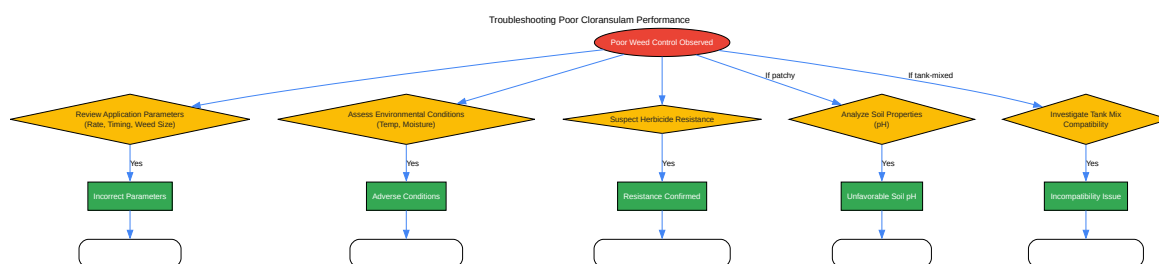 Troubleshooting Poor Cloransulam Performance
Poor Weed Control Observed
If patchy
If tank-mixed
Review Application Parameters
(Rate, Timing, Weed Size)
Assess Environmental Conditions
(Temp, Moisture)
Suspect Herbicide Resistance
Analyze Soil Properties
(pH)
Investigate Tank Mix
Compatibility
Yes
Yes
Yes
Yes
Yes
Incorrect Parameters
Adverse Conditions
Resistance Confirmed
Unfavorable Soil pH
Incompatibility Issue